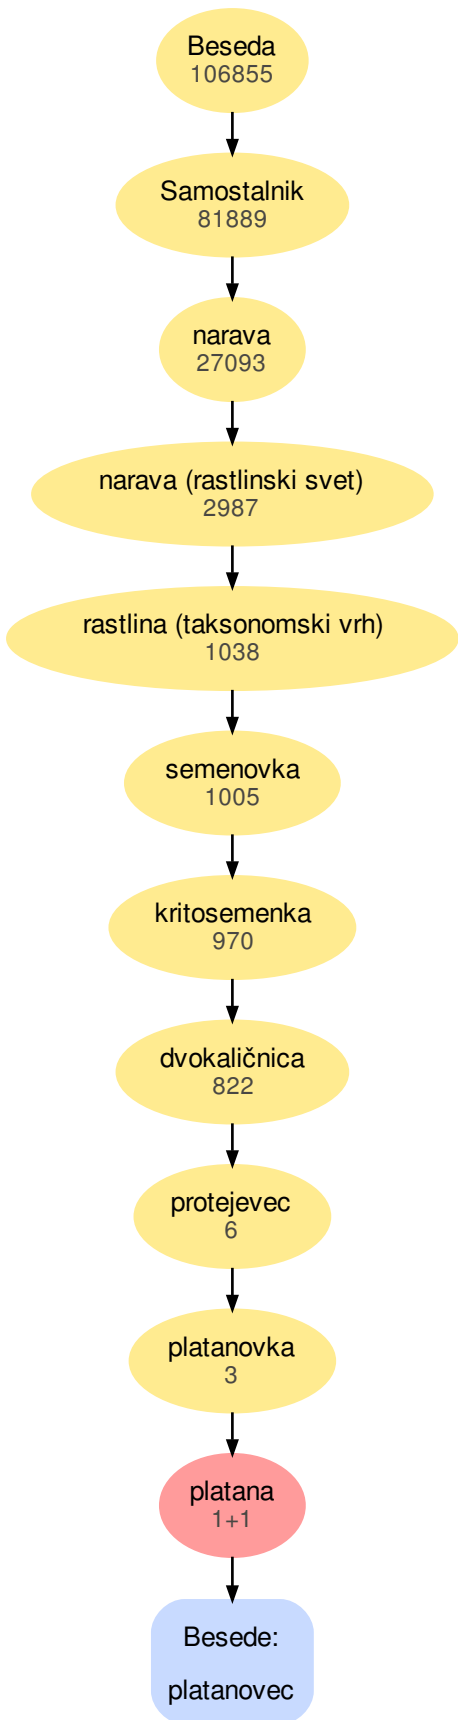 Beseda
106855
Samostalnik
81889
narava
27093
narava (rastlinski svet)
2987
rastlina (taksonomski vrh)
1038
semenovka
1005
kritosemenka
970
dvokaličnica
822
protejevec
6
platanovka
3
platana
1+1
Besede:
platanovec